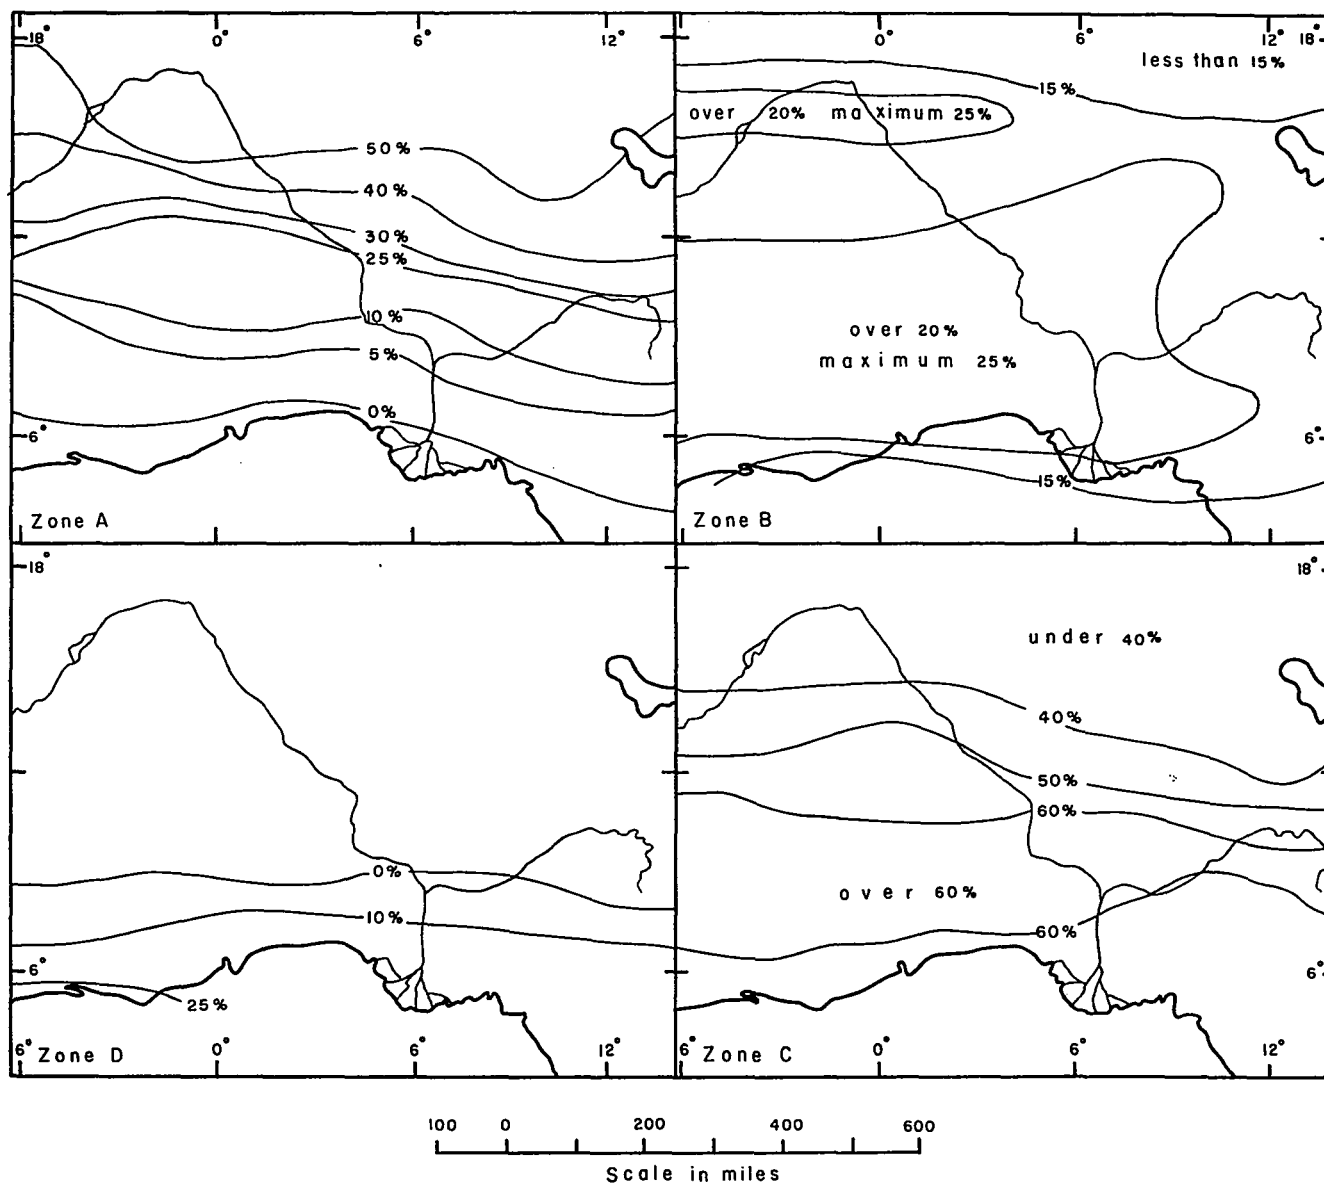 18° 0° 6° 12°
50%
40%
30%
25%
10%
5%
0%
6°
Zone A
0° 6° 12° 18°
less than 15%
15%
over 20% maximum 25%
over 20%
maximum 25%
6°
15%
Zone B
18°
0%
10%
6°
25%
6° Zone D 0° 6° 12°
18°
under 40%
40%
50%
60%
over 60%
60%
6°
6° Zone C 0° 6° 12°
100 0 200 400 600
Scale in miles